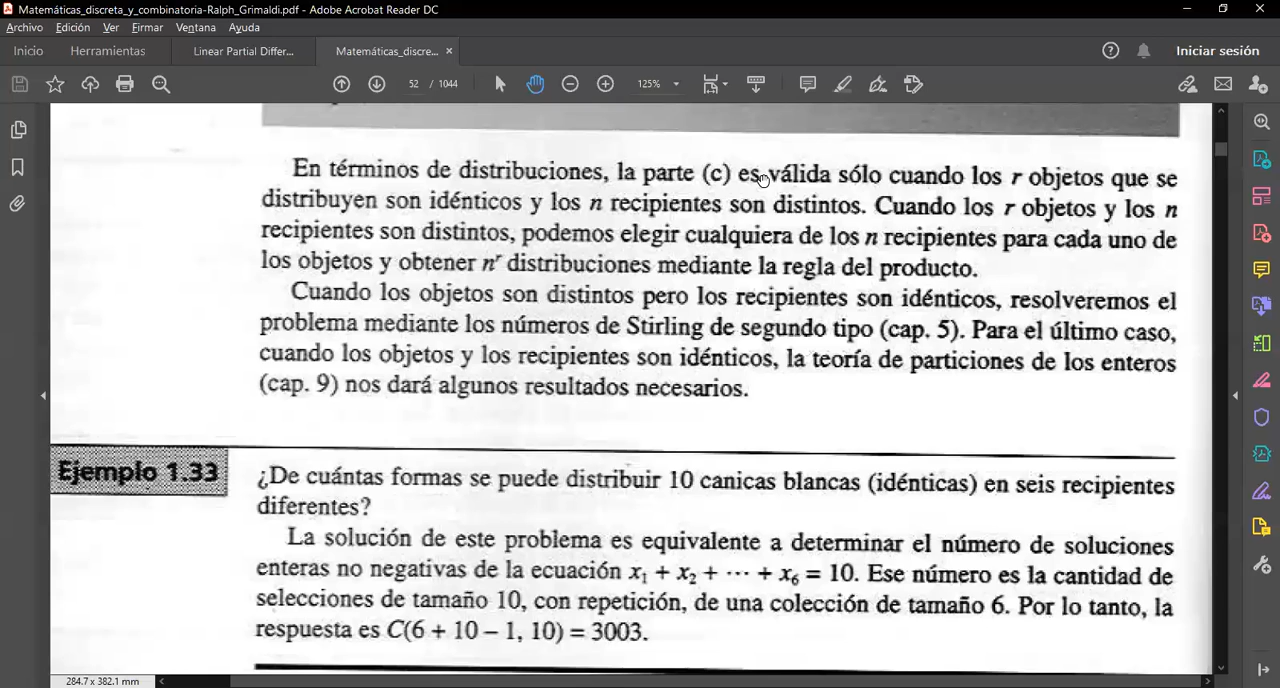 Matemáticas_discreta_y_combinatoria-Ralph_Grimaldi.pdf - Adobe Acrobat Reader DC
Archivo Edición Ver Firmar Ventana Ayuda
Inicio Herramientas Linear Partial Differ... Matemáticas_discre... × Iniciar sesión
52 / 1044 125%
En términos de distribuciones, la parte (c) es válida sólo cuando los r objetos que se
distribuyen son idénticos y los n recipientes son distintos. Cuando los r objetos y los n
recipientes son distintos, podemos elegir cualquiera de los n recipientes para cada uno de
los objetos y obtener nʳ distribuciones mediante la regla del producto.
Cuando los objetos son distintos pero los recipientes son idénticos, resolveremos el
problema mediante los números de Stirling de segundo tipo (cap. 5). Para el último caso,
cuando los objetos y los recipientes son idénticos, la teoría de particiones de los enteros
(cap. 9) nos dará algunos resultados necesarios.
Ejemplo 1.33
¿De cuántas formas se puede distribuir 10 canicas blancas (idénticas) en seis recipientes
diferentes?
La solución de este problema es equivalente a determinar el número de soluciones
enteras no negativas de la ecuación x₁ + x₂ + ··· + x₆ = 10. Ese número es la cantidad de
selecciones de tamaño 10, con repetición, de una colección de tamaño 6. Por lo tanto, la
respuesta es C(6 + 10 – 1, 10) = 3003.
284.7 x 382.1 mm